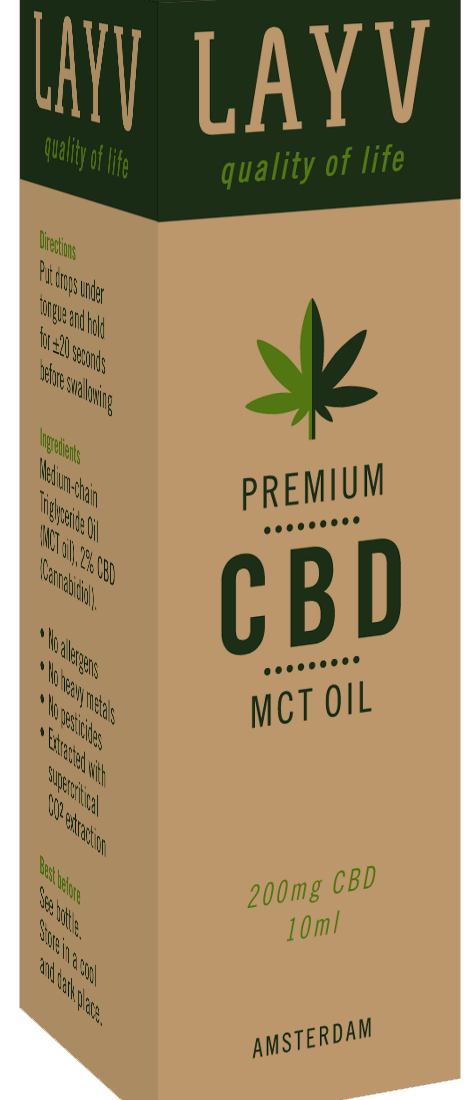 LAYV
quality of life
Directions
Put drops under
tongue and hold
for ±20 seconds
before swallowing
Ingredients
Medium-chain
Triglyceride Oil
(MCT oil), 2% CBD
(Cannabidiol).
• No allergens
• No heavy metals
• No pesticides
• Extracted with
supercritical
CO² extraction
Best before
See bottle.
Store in a cool
and dark place.
LAYV
quality of life
PREMIUM
CBD
MCT OIL
200mg CBD
10ml
AMSTERDAM